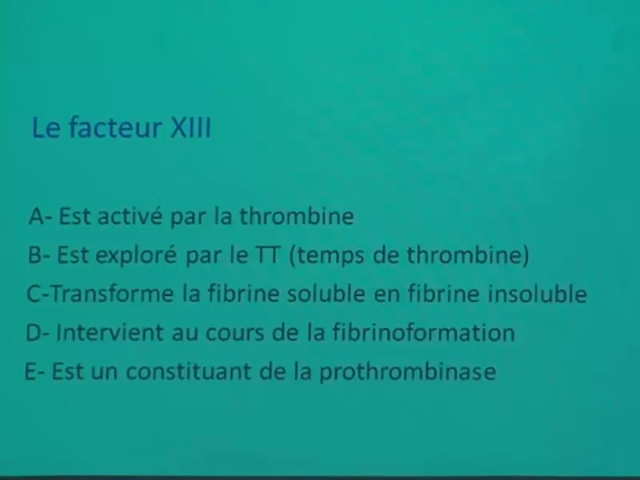 Le facteur XIII
A- Est activé par la thrombine
B- Est exploré par le TT (temps de thrombine)
C-Transforme la fibrine soluble en fibrine insoluble
D- Intervient au cours de la fibrinoformation
E- Est un constituant de la prothrombinase